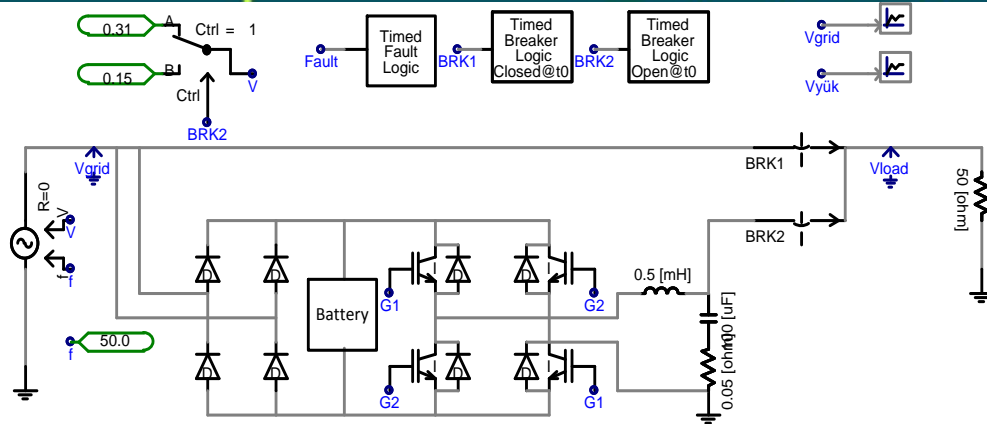 0.31
A
Ctrl = 1
0.15
B
Ctrl
V
BRK2
Fault
Timed
Fault
Logic
BRK1
Timed
Breaker
Logic
Closed@t0
BRK2
Timed
Breaker
Logic
Open@t0
Vgrid
Vyük
Vgrid
R=0
V
V
f
f
50.0
f
D
D
D
D
Battery
G1
D
D
G2
G2
D
D
G1
0.5 [mH]
100 [uF]
0.05 [ohm]
BRK1
BRK2
Vload
50 [ohm]